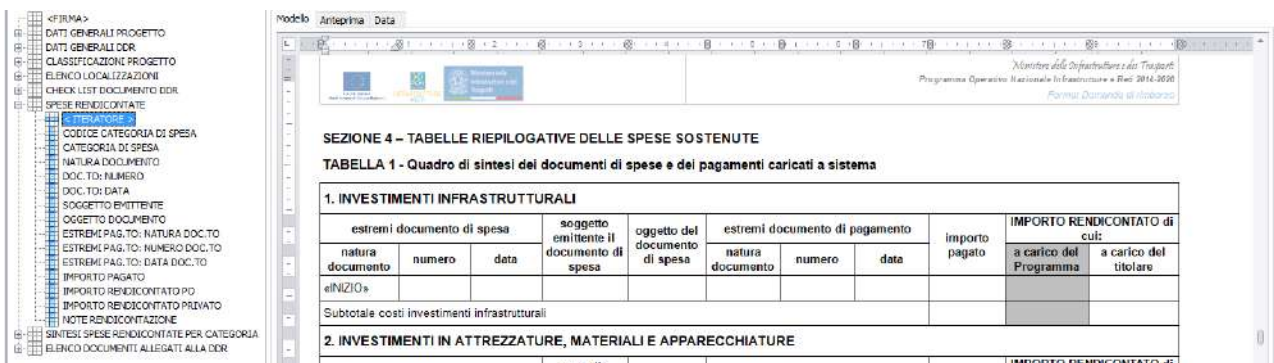 <FIRMA>
DATI GENERALI PROGETTO
DATI GENERALI DDR
CLASSIFICAZIONI PROGETTO
ELENCO LOCALIZZAZIONI
CHECK LIST DOCUMENTO DDR
SPESE RENDICONTATE
< ITERATORE >
CODICE CATEGORIA DI SPESA
CATEGORIA DI SPESA
NATURA DOCUMENTO
DOC.TO: NUMERO
DOC.TO: DATA
SOGGETTO EMITTENTE
OGGETTO DOCUMENTO
ESTREMI PAG.TO: NATURA DOC.TO
ESTREMI PAG.TO: NUMERO DOC.TO
ESTREMI PAG.TO: DATA DOC.TO
IMPORTO PAGATO
IMPORTO RENDICONTATO PO
IMPORTO RENDICONTATO PRIVATO
NOTE RENDICONTAZIONE
SINTESI SPESE RENDICONTATE PER CATEGORIA
ELENCO DOCUMENTI ALLEGATI ALLA DDR
Modello Anteprima Data
Ministero delle Infrastrutture e dei Trasporti
Programma Operativo Nazionale Infrastrutture e Reti 2014-2020
Format Domanda di rimborso
SEZIONE 4 – TABELLE RIEPILOGATIVE DELLE SPESE SOSTENUTE
TABELLA 1 - Quadro di sintesi dei documenti di spese e dei pagamenti caricati a sistema
1. INVESTIMENTI INFRASTRUTTURALI
estremi documento di spesa
soggetto emittente il documento di spesa
oggetto del documento di spesa
estremi documento di pagamento
importo pagato
IMPORTO RENDICONTATO di cui:
natura documento numero data natura documento numero data a carico del Programma a carico del titolare
«INIZIO»
Subtotale costi investimenti infrastrutturali
2. INVESTIMENTI IN ATTREZZATURE, MATERIALI E APPARECCHIATURE
IMPORTO RENDICONTATO di